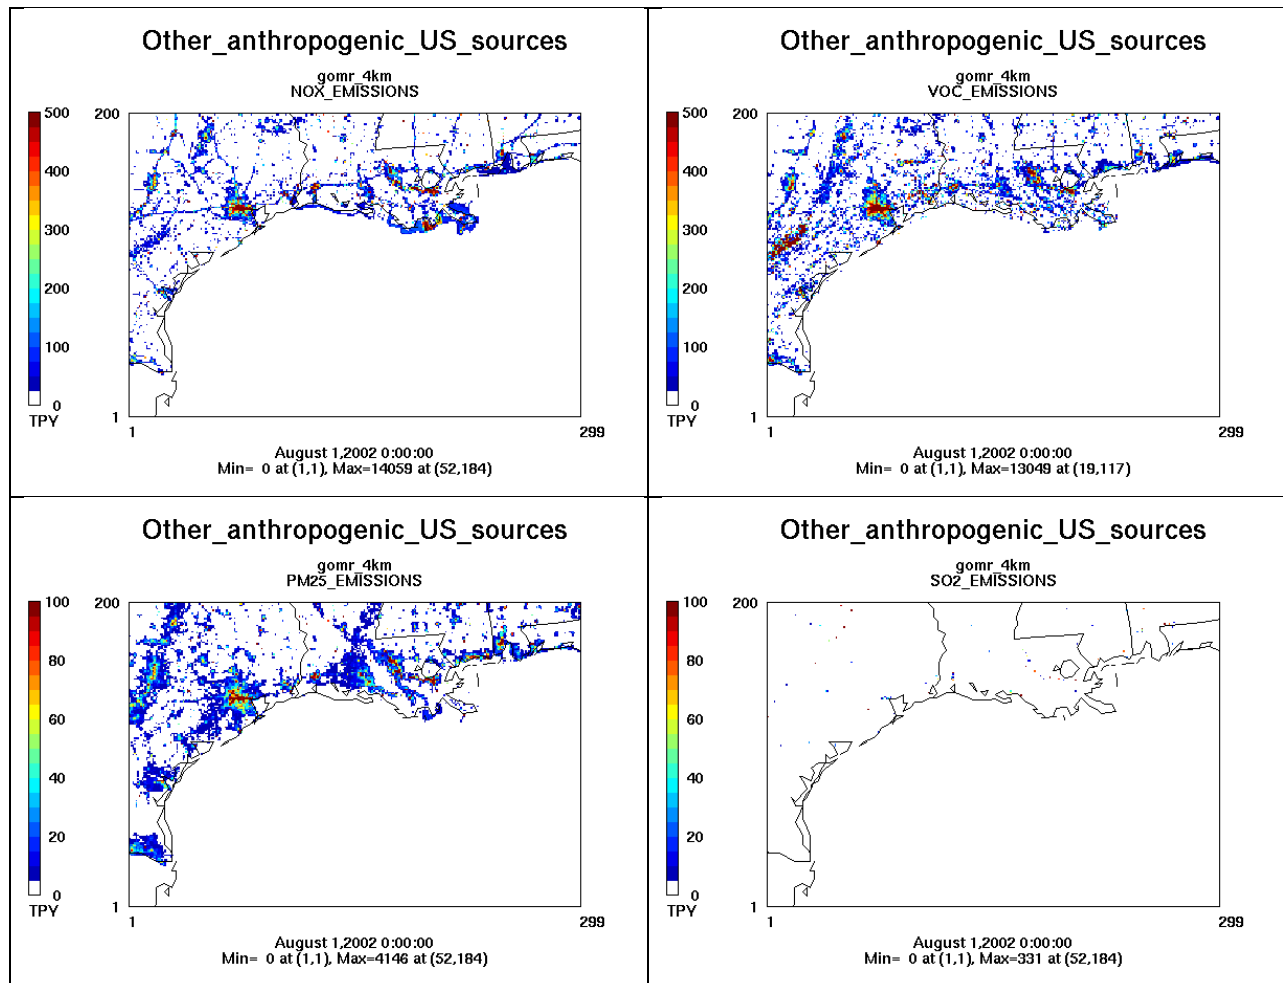 Other_anthropogenic_US_sources
gomr_4km
NOX_EMISSIONS
500
400
300
200
100
0
TPY
200
1
1
299
August 1,2002 0:00:00
Min= 0 at (1,1), Max=14059 at (52,184)
Other_anthropogenic_US_sources
gomr_4km
VOC_EMISSIONS
500
400
300
200
100
0
TPY
200
1
1
299
August 1,2002 0:00:00
Min= 0 at (1,1), Max=13049 at (19,117)
Other_anthropogenic_US_sources
gomr_4km
PM25_EMISSIONS
100
80
60
40
20
0
TPY
200
1
1
299
August 1,2002 0:00:00
Min= 0 at (1,1), Max=4146 at (52,184)
Other_anthropogenic_US_sources
gomr_4km
SO2_EMISSIONS
100
80
60
40
20
0
TPY
200
1
1
299
August 1,2002 0:00:00
Min= 0 at (1,1), Max=331 at (52,184)